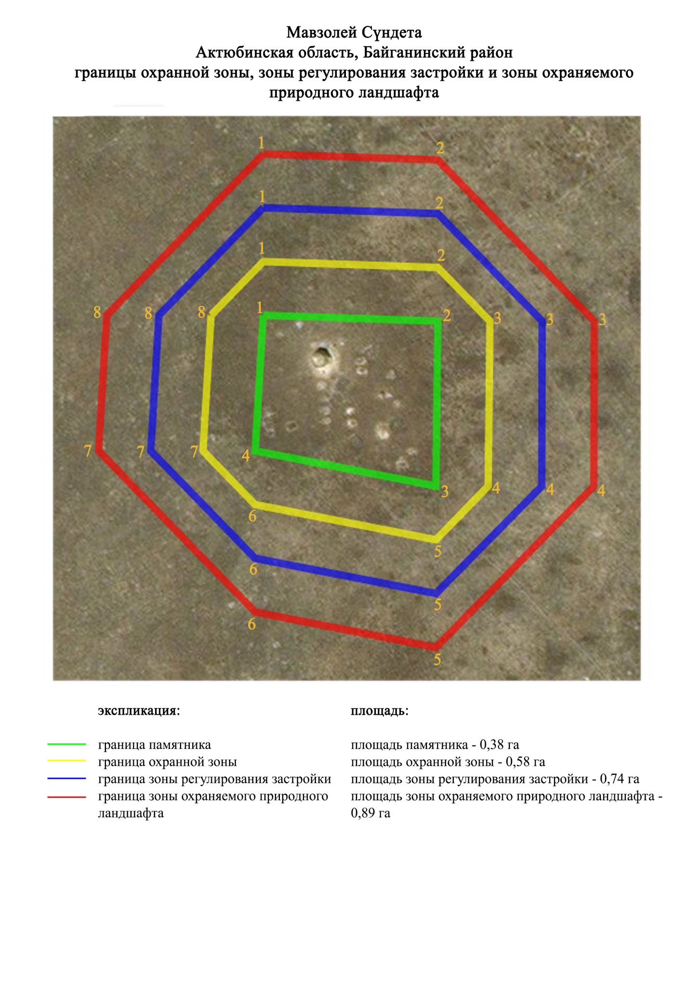 Мавзолей Сүндета
Актюбинская область, Байганинский район
границы охранной зоны, зоны регулирования застройки и зоны охраняемого
природного ландшафта
1
2
1
2
1
2
8
8
8
1
2
3
3
3
7
7
7
4
3
4
4
4
6
5
6
5
6
5
экспликация:
площадь:
граница памятника
площадь памятника - 0,38 га
граница охранной зоны
площадь охранной зоны - 0,58 га
граница зоны регулирования застройки
площадь зоны регулирования застройки - 0,74 га
граница зоны охраняемого природного
ландшафта
площадь зоны охраняемого природного ландшафта -
0,89 га